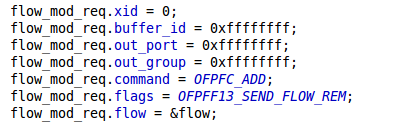 flow_mod_req.xid = 0;
flow_mod_req.buffer_id = 0xffffffff;
flow_mod_req.out_port = 0xffffffff;
flow_mod_req.out_group = 0xffffffff;
flow_mod_req.command = OFPFC_ADD;
flow_mod_req.flags = OFPFF13_SEND_FLOW_REM;
flow_mod_req.flow = &flow;